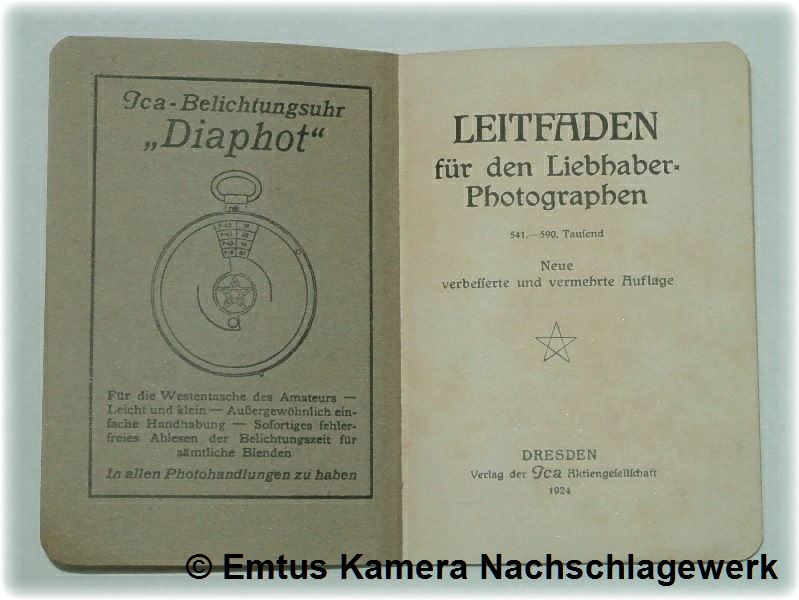 Ica-Belichtungsuhr
„Diaphot“
Für die Westentasche des Amateurs —
Leicht und klein — Außergewöhnlich ein-
fache Handhabung — Sofortiges fehler-
freies Ablesen der Belichtungszeit für
sämtliche Blenden
In allen Photohandlungen zu haben
LEITFADEN
für den Liebhaber-
Photographen
541.—590. Tauſend
Neue
verbeſſerte und vermehrte Auflage
DRESDEN
Verlag der Ica Aktiengeſellſchaft
1924
© Emtus Kamera Nachschlagewerk